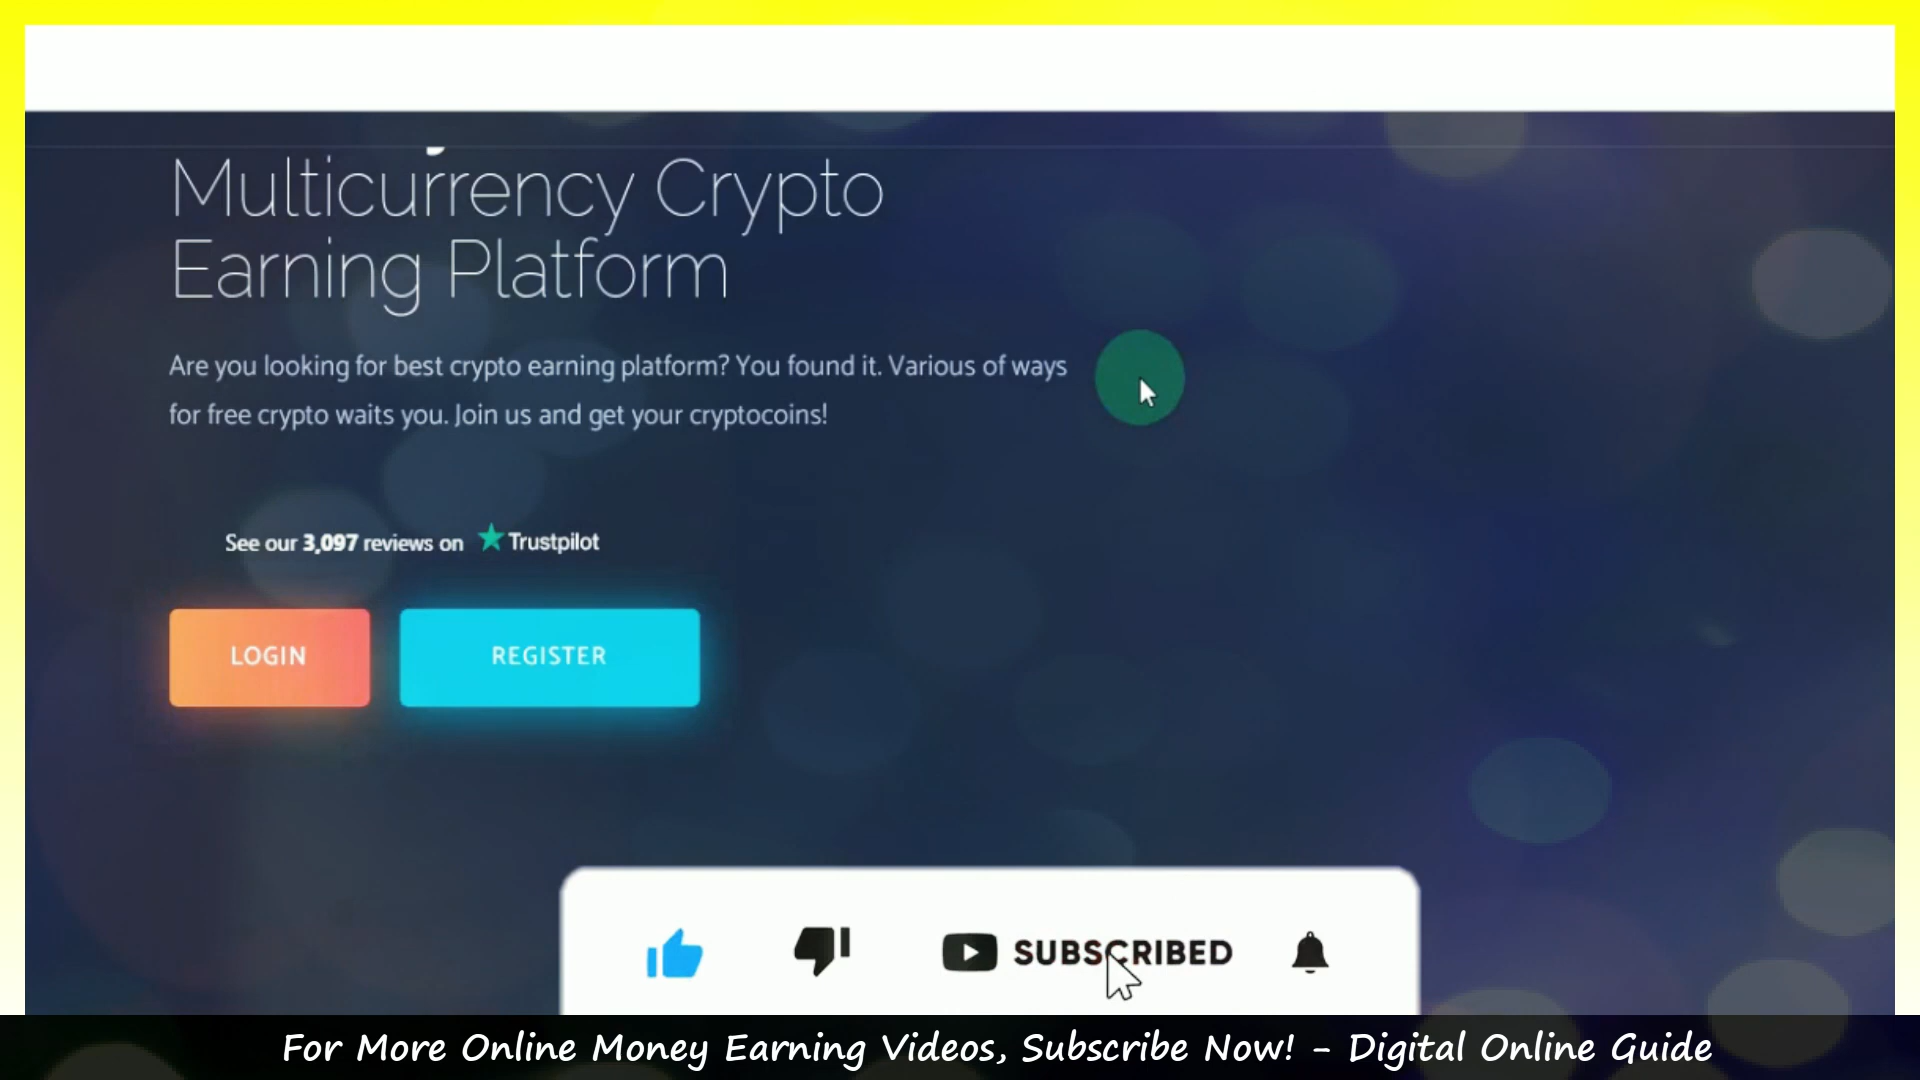 Multicurrency Crypto
Earning Platform
Are you looking for best crypto earning platform? You found it. Various of ways
for free crypto waits you. Join us and get your cryptocoins!
See our 3,097 reviews on Trustpilot
LOGIN
REGISTER
SUBSCRIBED
For More Online Money Earning Videos, Subscribe Now! - Digital Online Guide